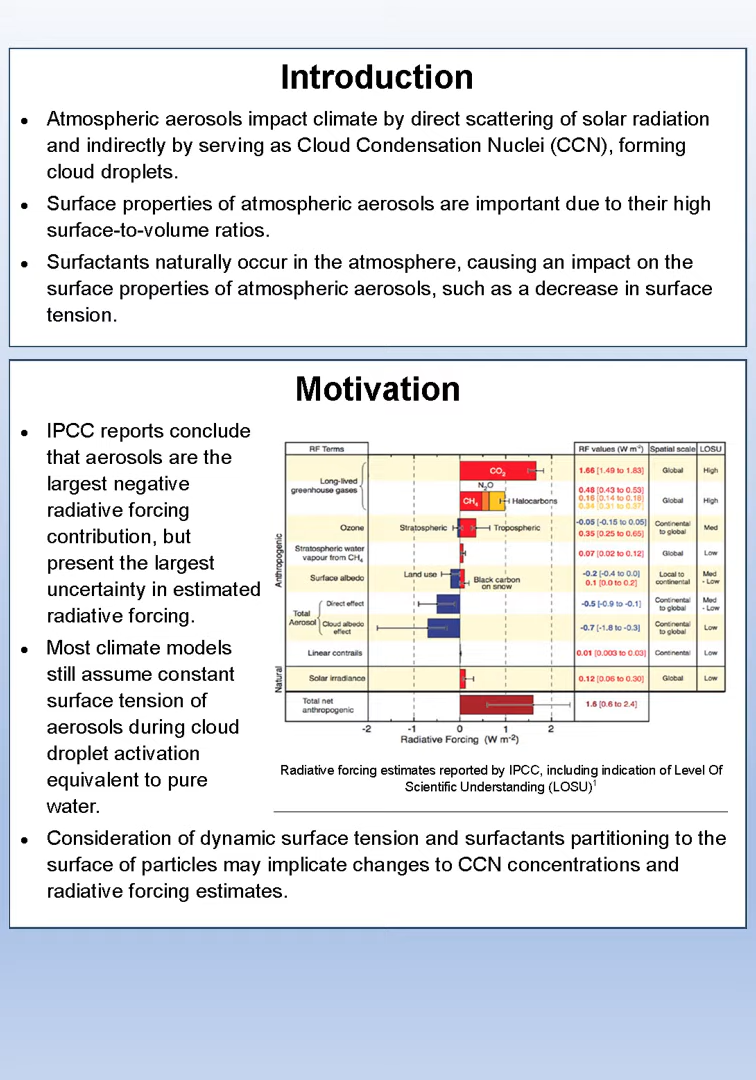 Introduction
• Atmospheric aerosols impact climate by direct scattering of solar radiation
and indirectly by serving as Cloud Condensation Nuclei (CCN), forming
cloud droplets.
• Surface properties of atmospheric aerosols are important due to their high
surface-to-volume ratios.
• Surfactants naturally occur in the atmosphere, causing an impact on the
surface properties of atmospheric aerosols, such as a decrease in surface
tension.
Motivation
• IPCC reports conclude
that aerosols are the
largest negative
radiative forcing
contribution, but
present the largest
uncertainty in estimated
radiative forcing.
• Most climate models
still assume constant
surface tension of
aerosols during cloud
droplet activation
equivalent to pure
water.
RF Terms RF values (W m⁻²) Spatial scale LOSU
Anthropogenic
Long-lived
greenhouse gases
CO₂ 1.66 [1.49 to 1.83] Global High
N₂O
CH₄ Halocarbons
0.48 [0.43 to 0.53]
0.16 [0.14 to 0.18]
0.34 [0.31 to 0.37]
Global High
Ozone Stratospheric Tropospheric
-0.05 [-0.15 to 0.05]
0.35 [0.25 to 0.65]
Continental
to global
Med
Stratospheric water
vapour from CH₄
0.07 [0.02 to 0.12] Global Low
Surface albedo Land use Black carbon
on snow
-0.2 [-0.4 to 0.0]
0.1 [0.0 to 0.2]
Local to
continental
Med
- Low
Total
Aerosol
Direct effect -0.5 [-0.9 to -0.1]
Continental
to global
Med
- Low
Cloud albedo
effect
-0.7 [-1.8 to -0.3]
Continental
to global
Low
Linear contrails 0.01 [0.003 to 0.03] Continental Low
Natural
Solar irradiance 0.12 [0.06 to 0.30] Global Low
Total net
anthropogenic
1.6 [0.6 to 2.4]
-2 -1 0 1 2
Radiative Forcing (W m⁻²)
Radiative forcing estimates reported by IPCC, including indication of Level Of
Scientific Understanding (LOSU)¹
• Consideration of dynamic surface tension and surfactants partitioning to the
surface of particles may implicate changes to CCN concentrations and
radiative forcing estimates.